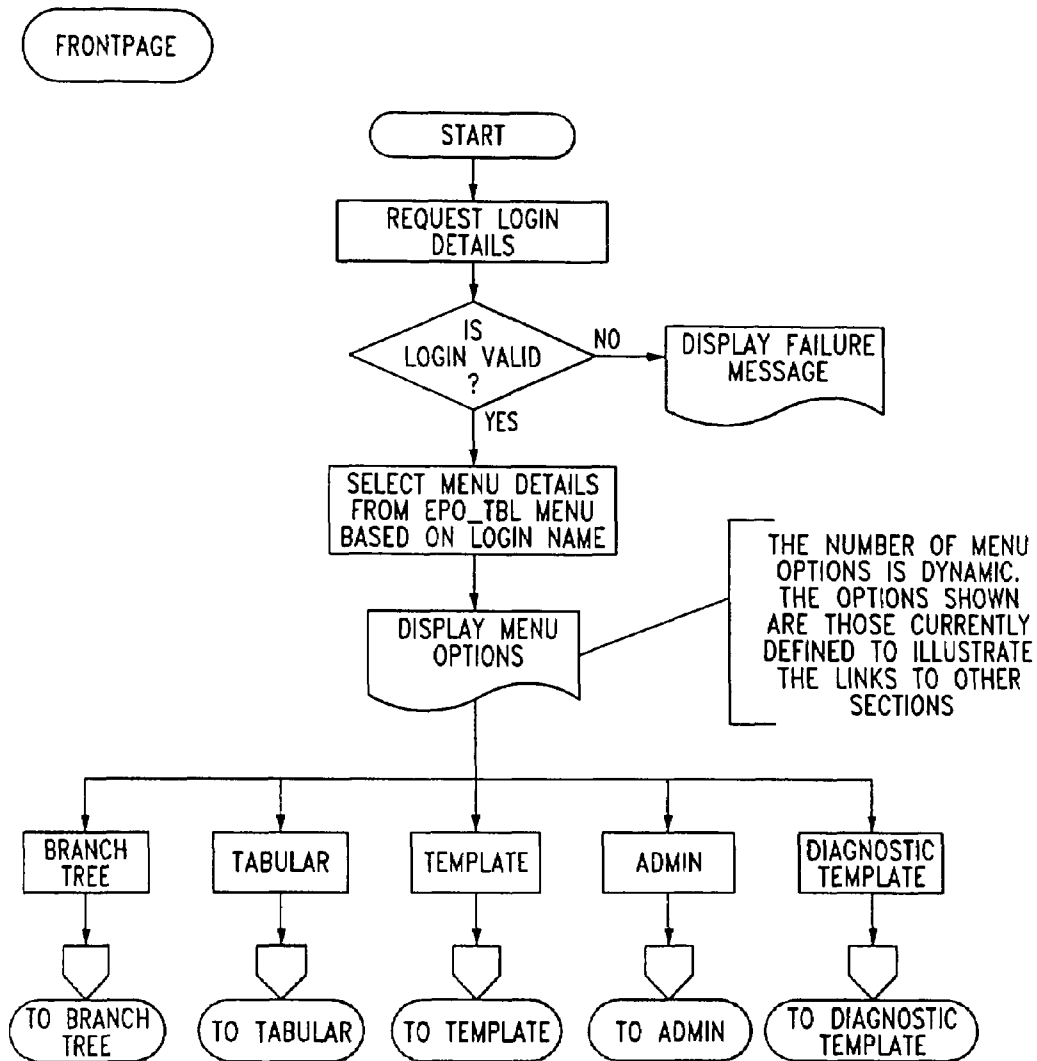 FRONTPAGE
START
REQUEST LOGIN
DETAILS
IS
LOGIN VALID
?
NO
DISPLAY FAILURE
MESSAGE
YES
SELECT MENU DETAILS
FROM EPO_TBL MENU
BASED ON LOGIN NAME
THE NUMBER OF MENU
OPTIONS IS DYNAMIC.
THE OPTIONS SHOWN
ARE THOSE CURRENTLY
DEFINED TO ILLUSTRATE
THE LINKS TO OTHER
SECTIONS
DISPLAY MENU
OPTIONS
BRANCH
TREE
TABULAR
TEMPLATE
ADMIN
DIAGNOSTIC
TEMPLATE
TO BRANCH
TREE
TO TABULAR
TO TEMPLATE
TO ADMIN
TO DIAGNOSTIC
TEMPLATE